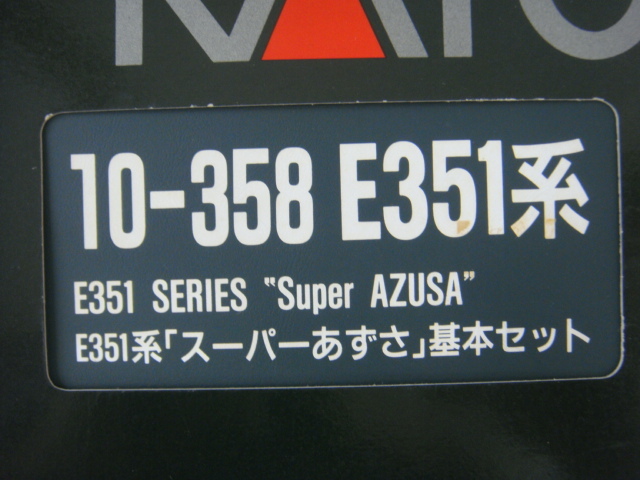 KATO
10-358 E351系
E351 SERIES “Super AZUSA”
E351系「スーパーあずさ」基本セット